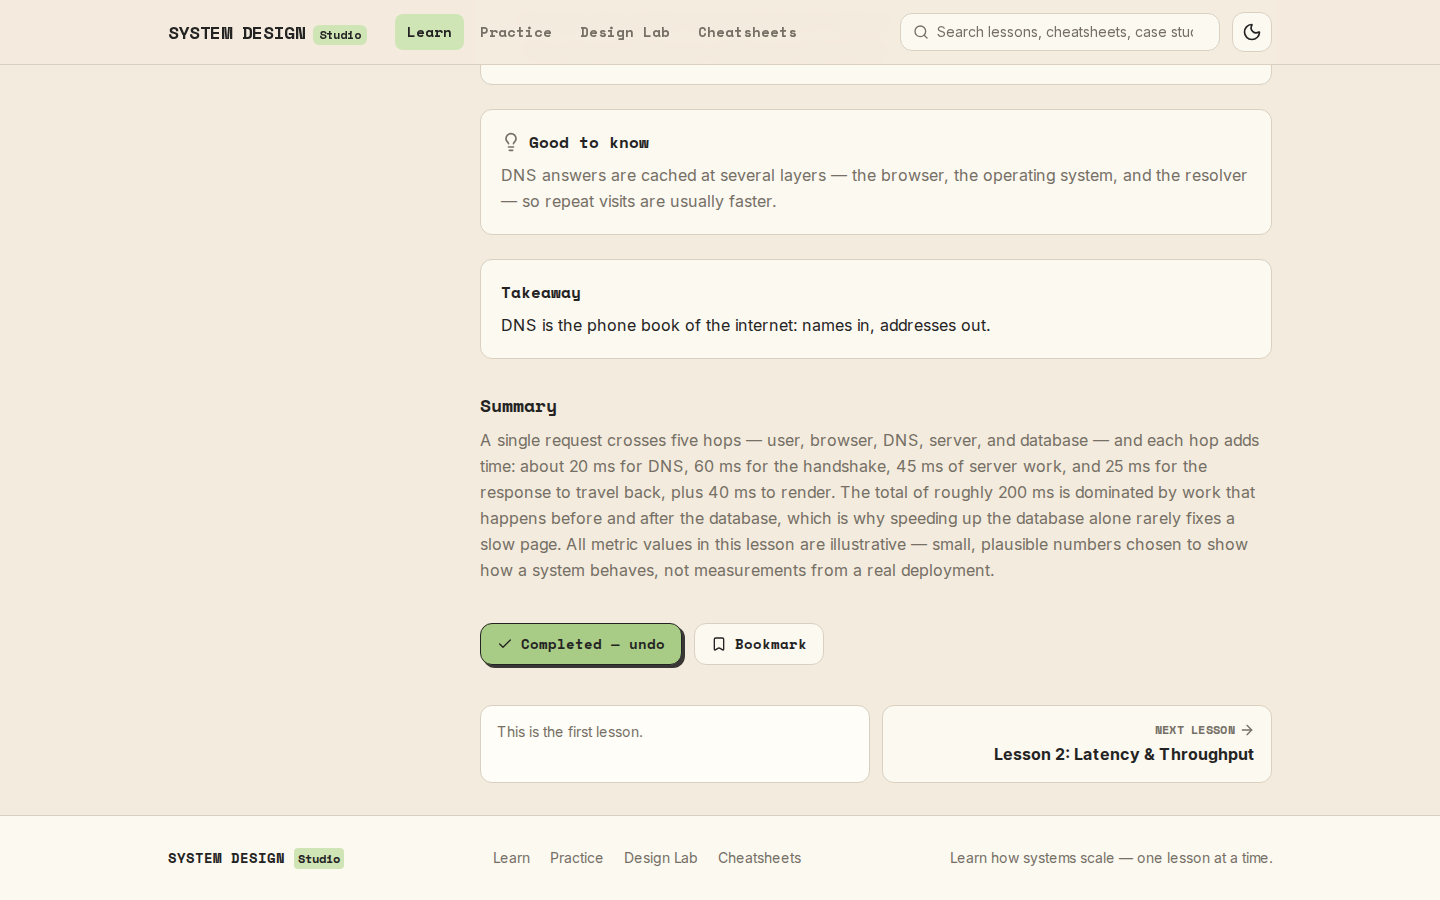 SYSTEM DESIGN Studio
Learn
Practice
Design Lab
Cheatsheets
Search lessons, cheatsheets, case stu
Good to know
DNS answers are cached at several layers — the browser, the operating system, and the resolver
— so repeat visits are usually faster.
Takeaway
DNS is the phone book of the internet: names in, addresses out.
Summary
A single request crosses five hops — user, browser, DNS, server, and database — and each hop adds
time: about 20 ms for DNS, 60 ms for the handshake, 45 ms of server work, and 25 ms for the
response to travel back, plus 40 ms to render. The total of roughly 200 ms is dominated by work that
happens before and after the database, which is why speeding up the database alone rarely fixes a
slow page. All metric values in this lesson are illustrative — small, plausible numbers chosen to show
how a system behaves, not measurements from a real deployment.
Completed — undo
Bookmark
This is the first lesson.
NEXT LESSON
Lesson 2: Latency & Throughput
SYSTEM DESIGN Studio
Learn
Practice
Design Lab
Cheatsheets
Learn how systems scale — one lesson at a time.